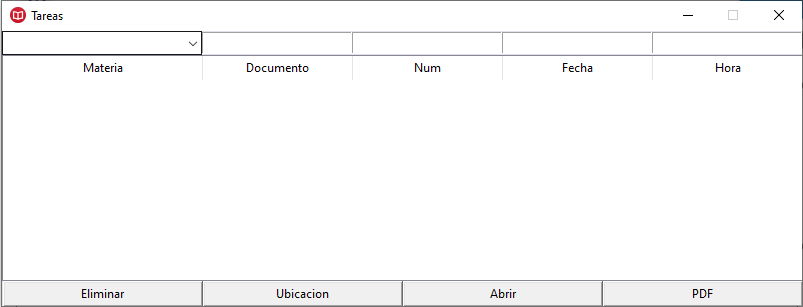 Tareas
Materia Documento Num Fecha Hora
Eliminar Ubicacion Abrir PDF